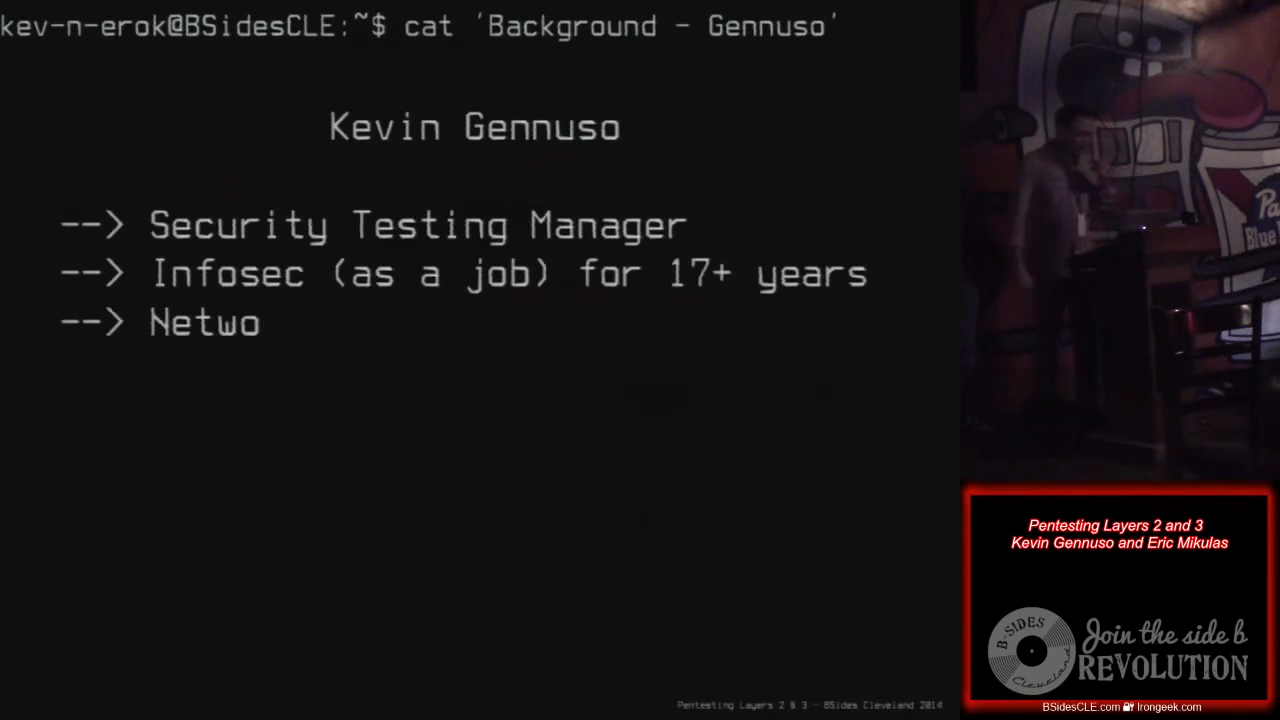 kev-n-erok@BSidesCLE:~$ cat 'Background - Gennuso'
Kevin Gennuso
--> Security Testing Manager
--> Infosec (as a job) for 17+ years
--> Netwo
Pentesting Layers 2 & 3 - BSides Cleveland 2014
Blue
Pentesting Layers 2 and 3
Kevin Gennuso and Eric Mikulas
B-SIDES
Cleveland
Join the side b
REVOLUTION
BSidesCLE.com Irongeek.com